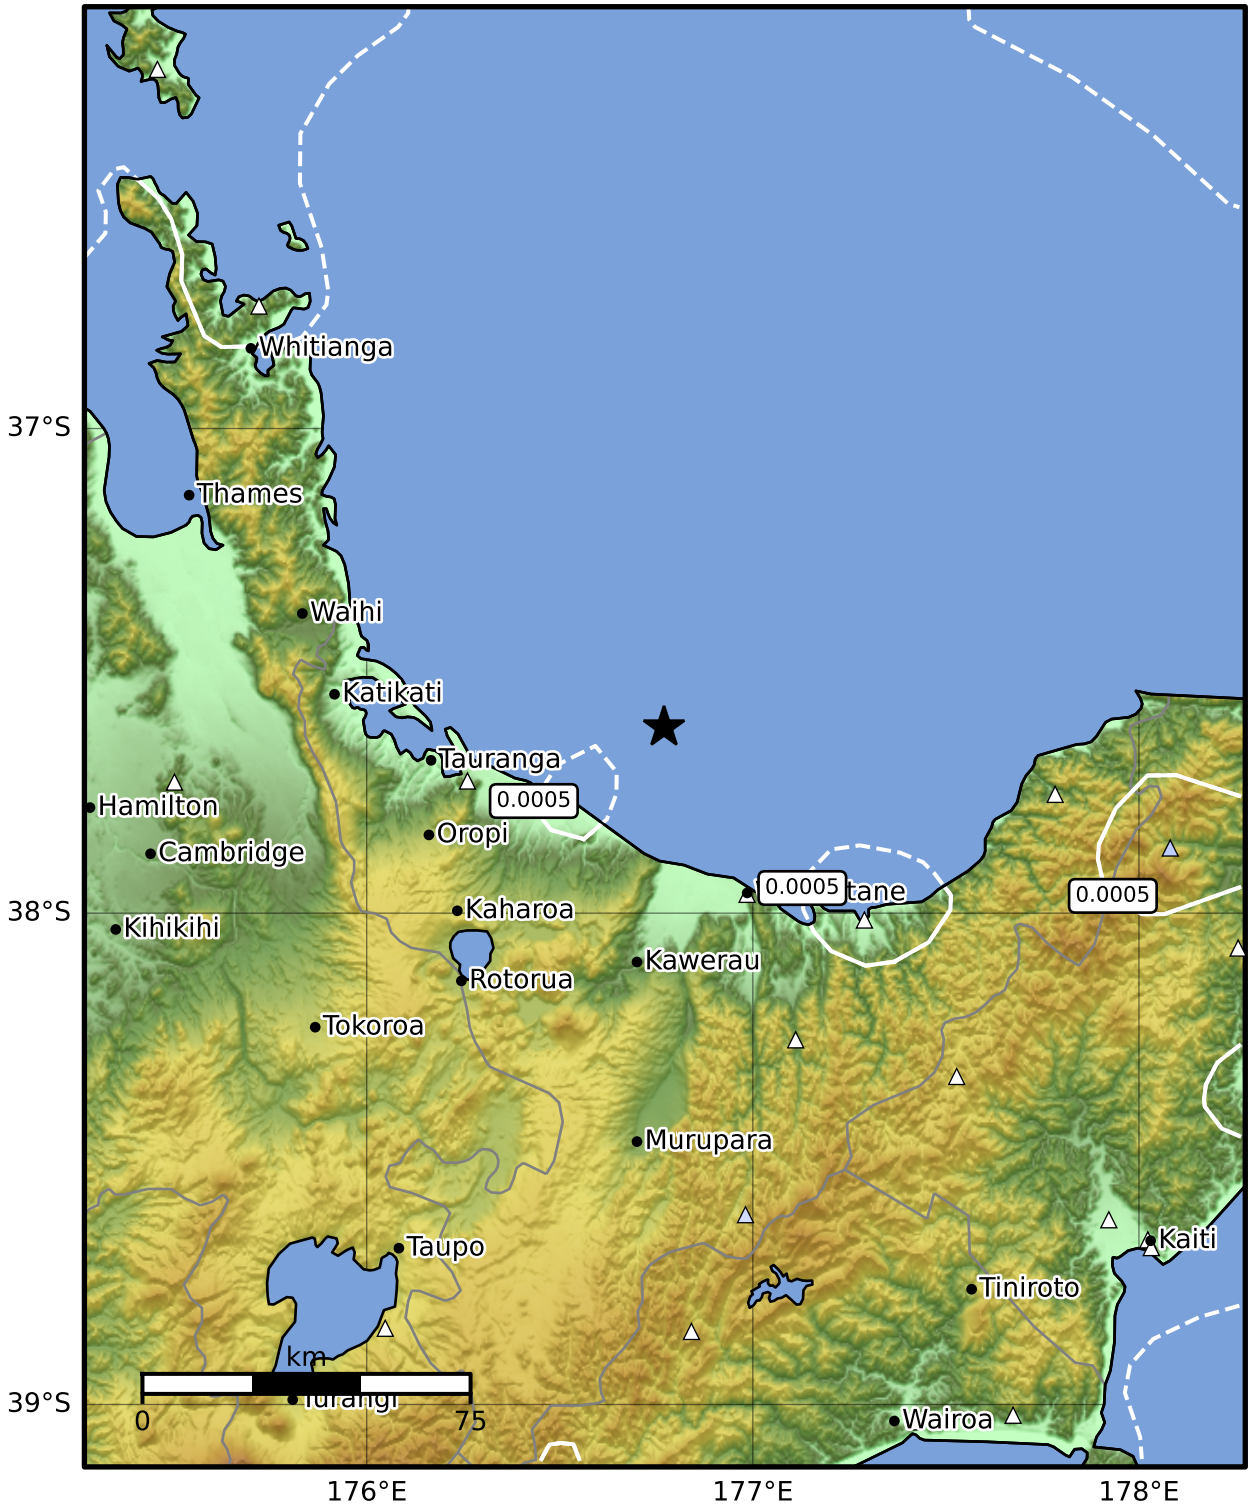 Whitianga
37°S
Thames
Waihi
Katikati
Tauranga
0.0005
Hamilton
Oropi
Cambridge
0.0005
tane
0.0005
Kaharoa
38°S
Kihikihi
Kawerau
Rotorua
Tokoroa
Murupara
Kaiti
Taupo
Tiniroto
km
Turangi
39°S
0
75
Wairoa
176°E
177°E
178°E